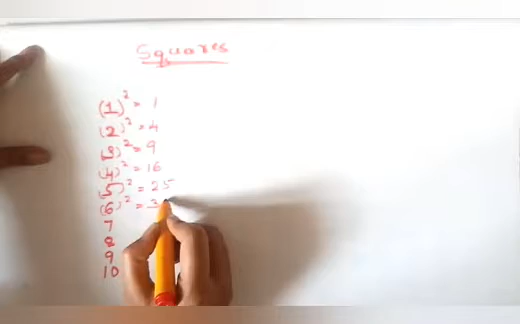 Squares
(1)² = 1
(2)² = 4
(3)² = 9
(4)² = 16
(5)² = 25
(6)² = 3
7
8
9
10